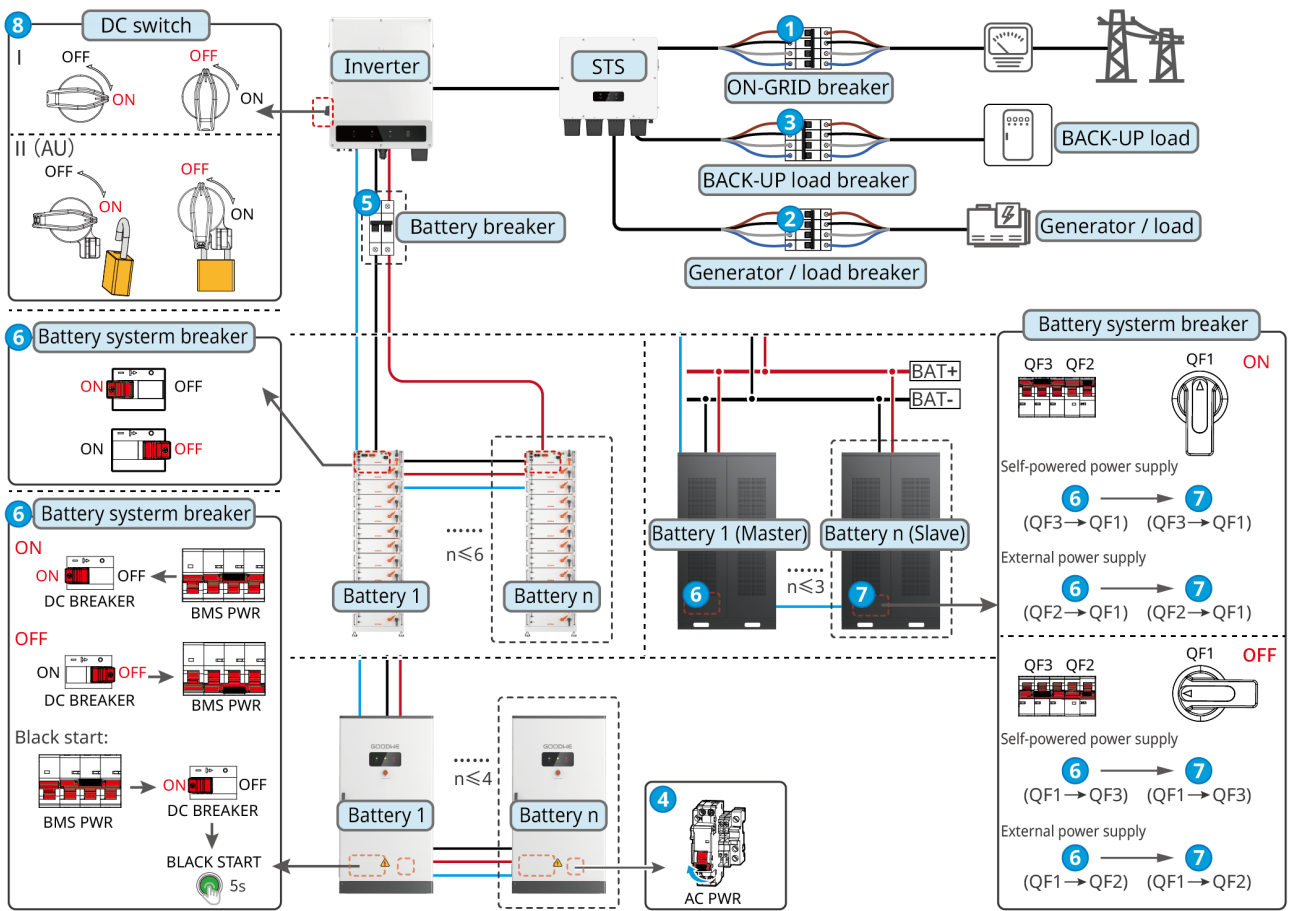 8
DC switch
I
OFF
ON
OFF
ON
II (AU)
OFF
ON
OFF
ON
Inverter
STS
1
ON-GRID breaker
3
BACK-UP load breaker
BACK-UP load
2
Generator / load breaker
Generator / load
5
Battery breaker
6
Battery systerm breaker
ON
OFF
ON
OFF
6
Battery systerm breaker
ON
ON
OFF
DC BREAKER
BMS PWR
OFF
ON
OFF
DC BREAKER
BMS PWR
Black start:
BMS PWR
ON
OFF
DC BREAKER
BLACK START
5s
Battery 1
n≤6
Battery n
BAT+
BAT-
Battery 1 (Master)
Battery n (Slave)
n≤3
6
7
GOODWE
GOODWE
n≤4
Battery 1
Battery n
4
AC PWR
Battery systerm breaker
QF3 QF2
QF1
ON
Self-powered power supply
6 → 7
(QF3→QF1) (QF3→QF1)
External power supply
6 → 7
(QF2→QF1) (QF2→QF1)
QF3 QF2
QF1
OFF
Self-powered power supply
6 → 7
(QF1→QF3) (QF1→QF3)
External power supply
6 → 7
(QF1→QF2) (QF1→QF2)